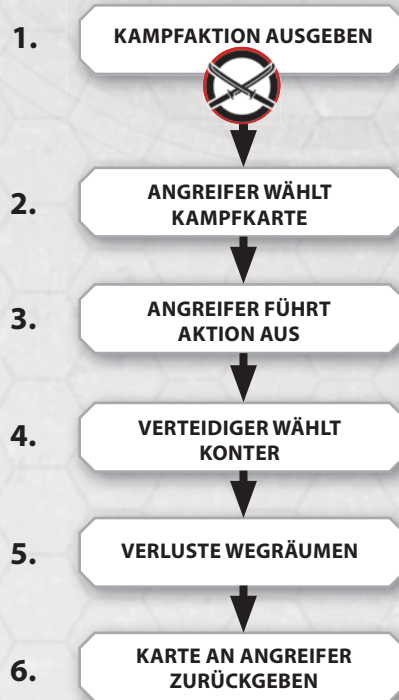 1. KAMPFAKTION AUSGEBEN
2. ANGREIFER WÄHLT
KAMPFKARTE
3. ANGREIFER FÜHRT
AKTION AUS
4. VERTEIDIGER WÄHLT
KONTER
5. VERLUSTE WEGRÄUMEN
6. KARTE AN ANGREIFER
ZURÜCKGEBEN